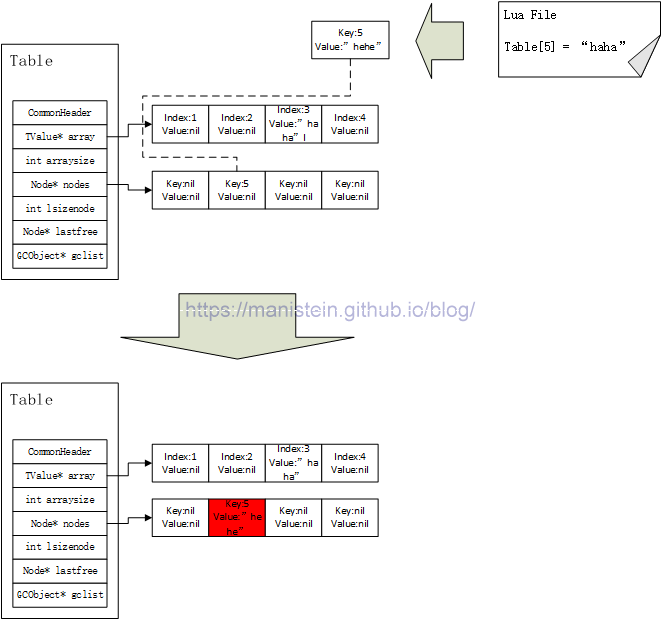 Lua File
Table[5] = “haha”
Key:5
Value:”hehe”
Table
CommonHeader
TValue* array
int arraysize
Node* nodes
int lsizenode
Node* lastfree
GCObject* gclist
Index:1
Value:nil
Index:2
Value:nil
Index:3
Value:”ha
ha”l
Index:4
Value:nil
Key:nil
Value:nil
Key:5
Value:nil
Key:nil
Value:nil
Key:nil
Value:nil
https://manistein.github.io/blog/
Table
CommonHeader
TValue* array
int arraysize
Node* nodes
int lsizenode
Node* lastfree
GCObject* gclist
Index:1
Value:nil
Index:2
Value:nil
Index:3
Value:”ha
ha”
Index:4
Value:nil
Key:nil
Value:nil
Key:5
Value:”he
he”
Key:nil
Value:nil
Key:nil
Value:nil